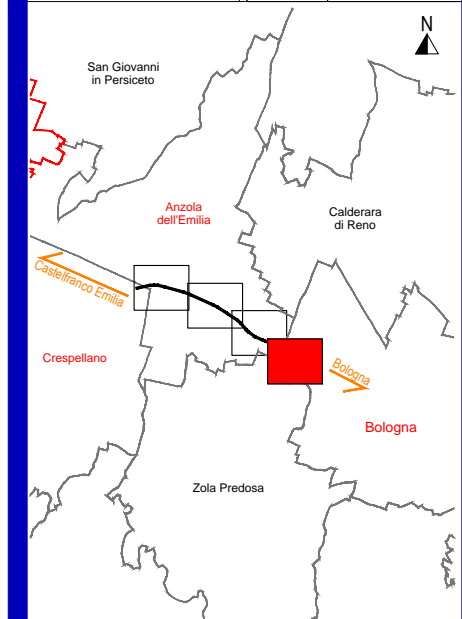 N
San Giovanni
in Persiceto
Anzola
dell'Emilia
Calderara
di Reno
Castelfranco Emilia
Crespellano
Bologna
Bologna
Zola Predosa